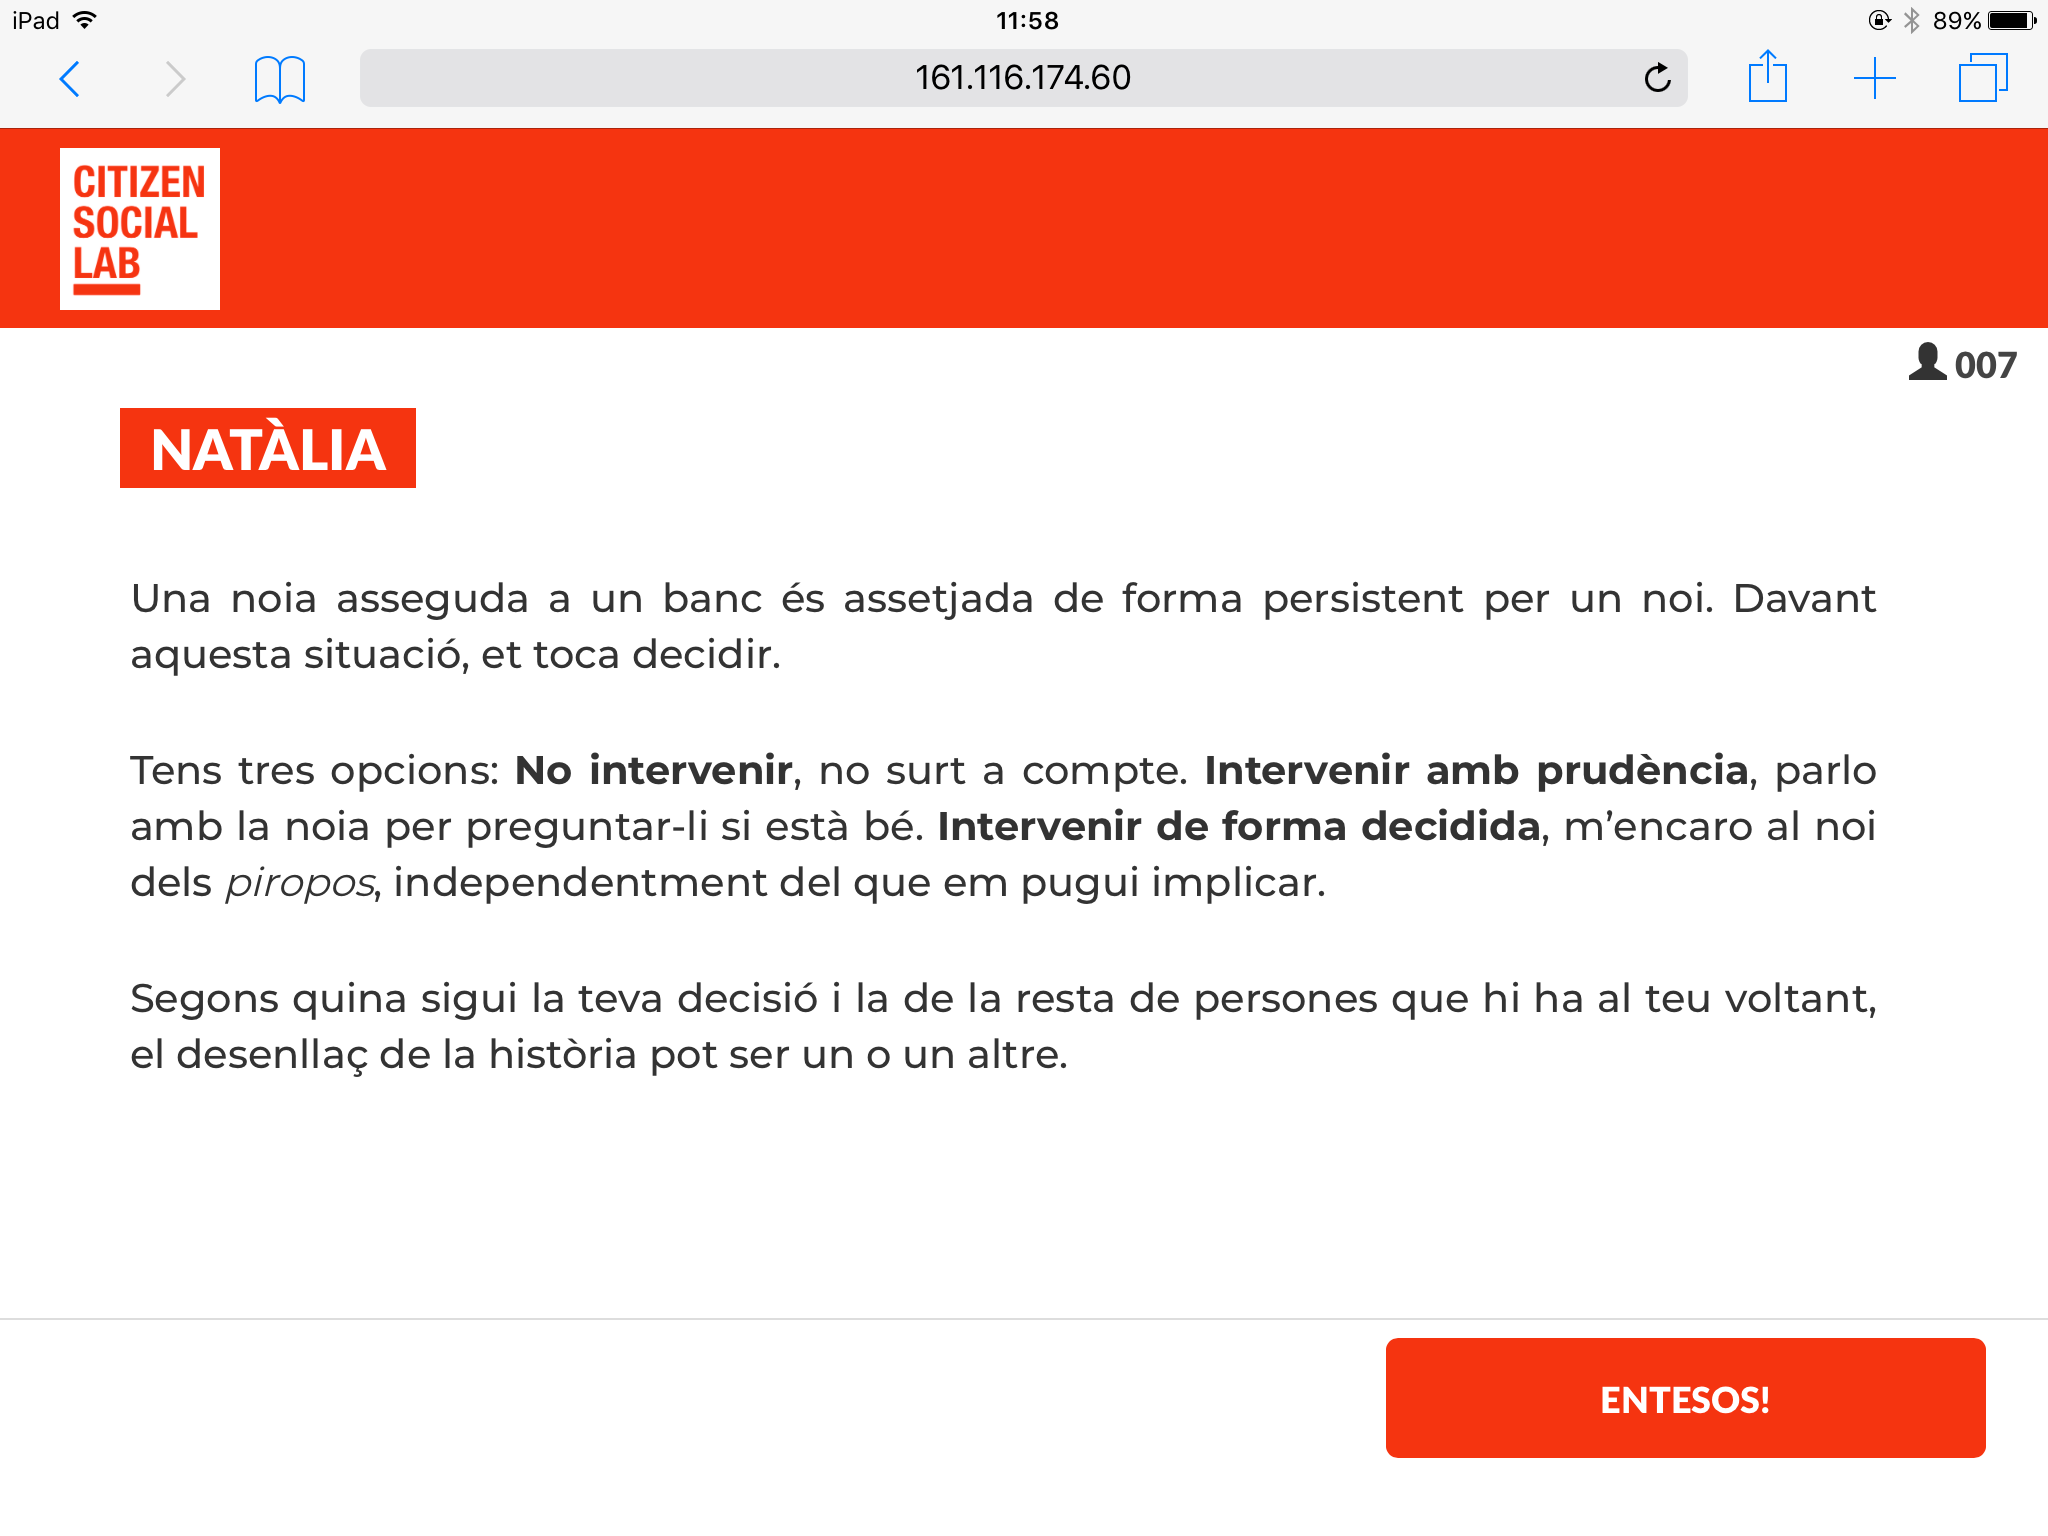 iPad 11:58 89%
161.116.174.60
CITIZEN
SOCIAL
LAB
007
NATÀLIA
Una noia asseguda a un banc és assetjada de forma persistent per un noi. Davant
aquesta situació, et toca decidir.
Tens tres opcions: No intervenir, no surt a compte. Intervenir amb prudència, parlo
amb la noia per preguntar-li si està bé. Intervenir de forma decidida, m’encaro al noi
dels piropos, independentment del que em pugui implicar.
Segons quina sigui la teva decisió i la de la resta de persones que hi ha al teu voltant,
el desenllaç de la història pot ser un o un altre.
ENTESOS!